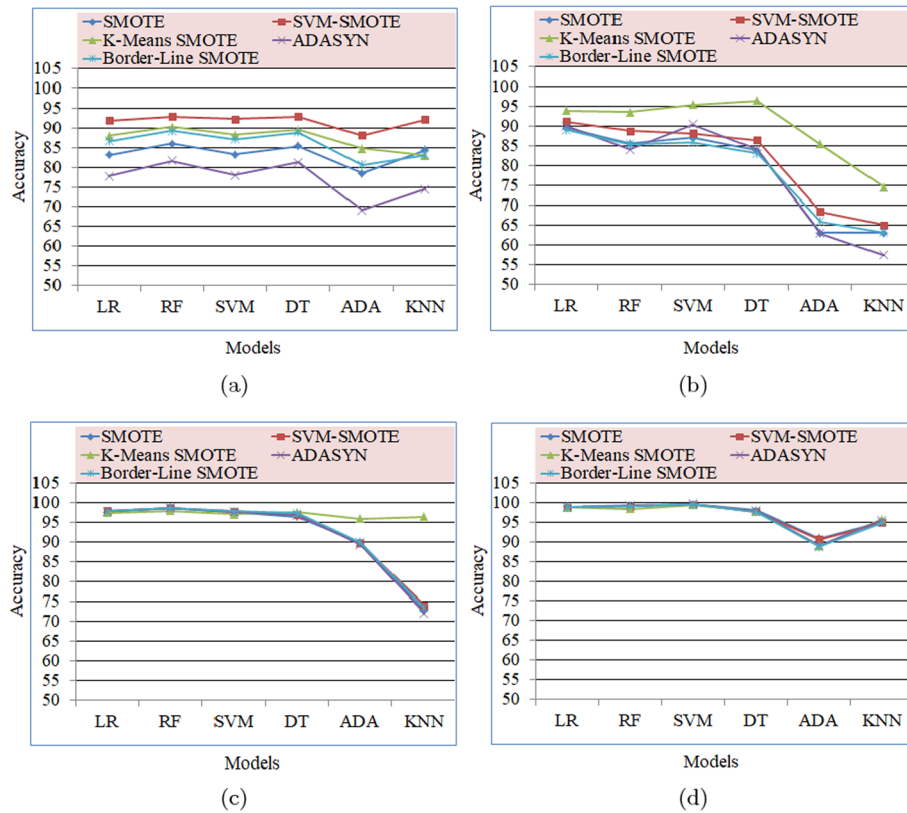 SMOTE SVM-SMOTE
K-Means SMOTE ADASYN
Border-Line SMOTE
105
100
95
90
85
80
75
70
65
60
55
50
Accuracy
LR RF SVM DT ADA KNN
Models
(a)
SMOTE SVM-SMOTE
K-Means SMOTE ADASYN
Border-Line SMOTE
105
100
95
90
85
80
75
70
65
60
55
50
Accuracy
LR RF SVM DT ADA KNN
Models
(b)
SMOTE SVM-SMOTE
K-Means SMOTE ADASYN
Border-Line SMOTE
105
100
95
90
85
80
75
70
65
60
55
50
Accuracy
LR RF SVM DT ADA KNN
Models
(c)
SMOTE SVM-SMOTE
K-Means SMOTE ADASYN
Border-Line SMOTE
105
100
95
90
85
80
75
70
65
60
55
50
Accuracy
LR RF SVM DT ADA KNN
Models
(d)